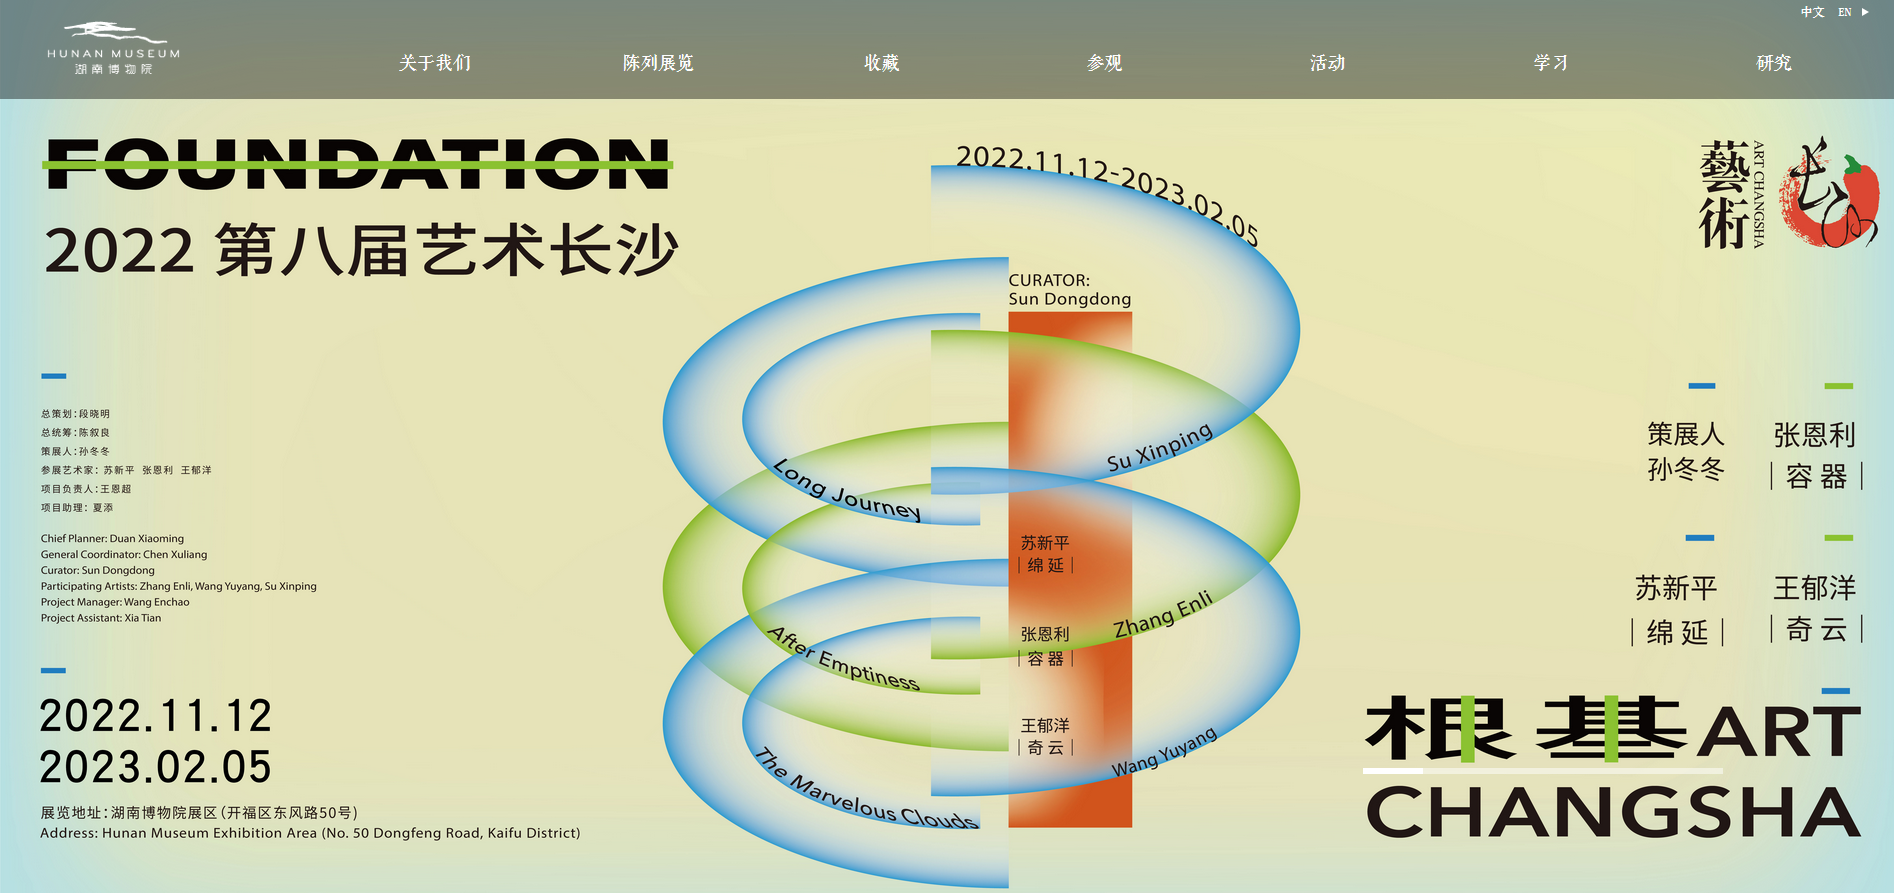 中文 EN
HUNAN MUSEUM
湖南博物院
关于我们 陈列展览 收藏 参观 活动 学习 研究
FOUNDATION
2022 第八届艺术长沙
总策划：段晓明
总统筹：陈叙良
策展人：孙冬冬
参展艺术家：苏新平 张恩利 王郁洋
项目负责人：王恩超
项目助理：夏添
Chief Planner: Duan Xiaoming
General Coordinator: Chen Xuliang
Curator: Sun Dongdong
Participating Artists: Zhang Enli, Wang Yuyang, Su Xinping
Project Manager: Wang Enchao
Project Assistant: Xia Tian
2022.11.12
2023.02.05
展览地址：湖南博物院展区（开福区东风路50号）
Address: Hunan Museum Exhibition Area (No. 50 Dongfeng Road, Kaifu District)
2022.11.12-2023.02.05
CURATOR:
Sun Dongdong
Su Xinping
Long Journey
苏新平
|绵 延|
Zhang Enli
After Emptiness
张恩利
|容 器|
Wang Yuyang
王郁洋
|奇 云|
The Marvelous Clouds
藝術
ART CHANGSHA
长沙
策展人
孙冬冬
张恩利
|容 器|
苏新平
|绵 延|
王郁洋
|奇 云|
根基ART
CHANGSHA